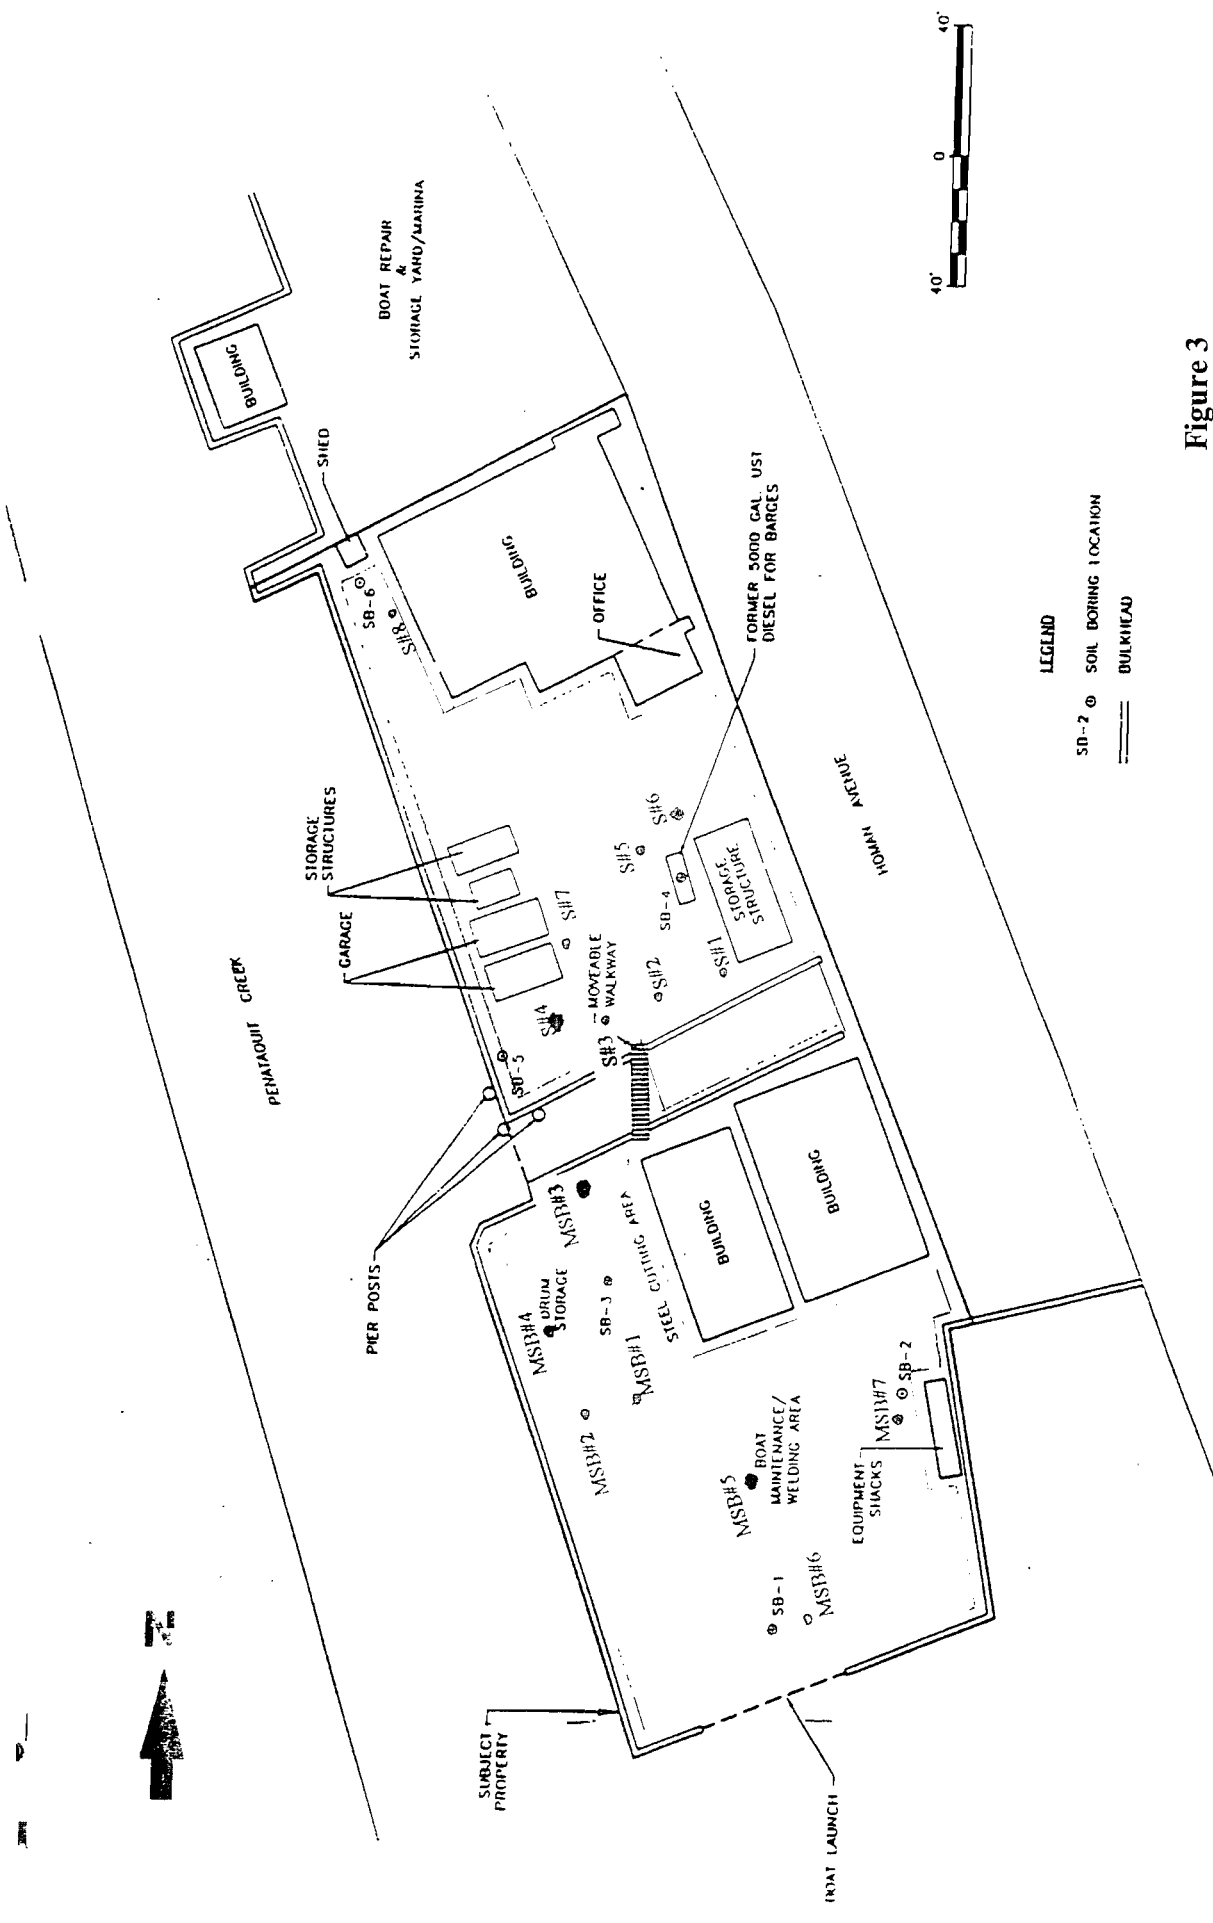 40'
0
40'
BOAT REPAIR
&
STORAGE YARD/MARINA
BUILDING
SHED
SB-6
S#8
BUILDING
OFFICE
FORMER 5000 GAL. UST
DIESEL FOR BARGES
STORAGE
STRUCTURES
GARAGE
PENATAQUIT CREEK
S#7
S#6
S#5
SB-4
STORAGE
STRUCTURE
HOMAN AVENUE
S#4
MOVEABLE
WALKWAY
S#3
S#2
S#1
SB-5
PIER POSTS
MSB#3
MSB#4
DRUM
STORAGE
SB-3
STEEL CUTTING AREA
BUILDING
BUILDING
MSB#1
MSB#2
MSB#5
BOAT
MAINTENANCE/
WELDING AREA
MSB#7
SB-2
EQUIPMENT
SHACKS
SB-1
MSB#6
SUBJECT
PROPERTY
BOAT LAUNCH
N
LEGEND
SB-2 SOIL BORING LOCATION
BULKHEAD
Figure 3